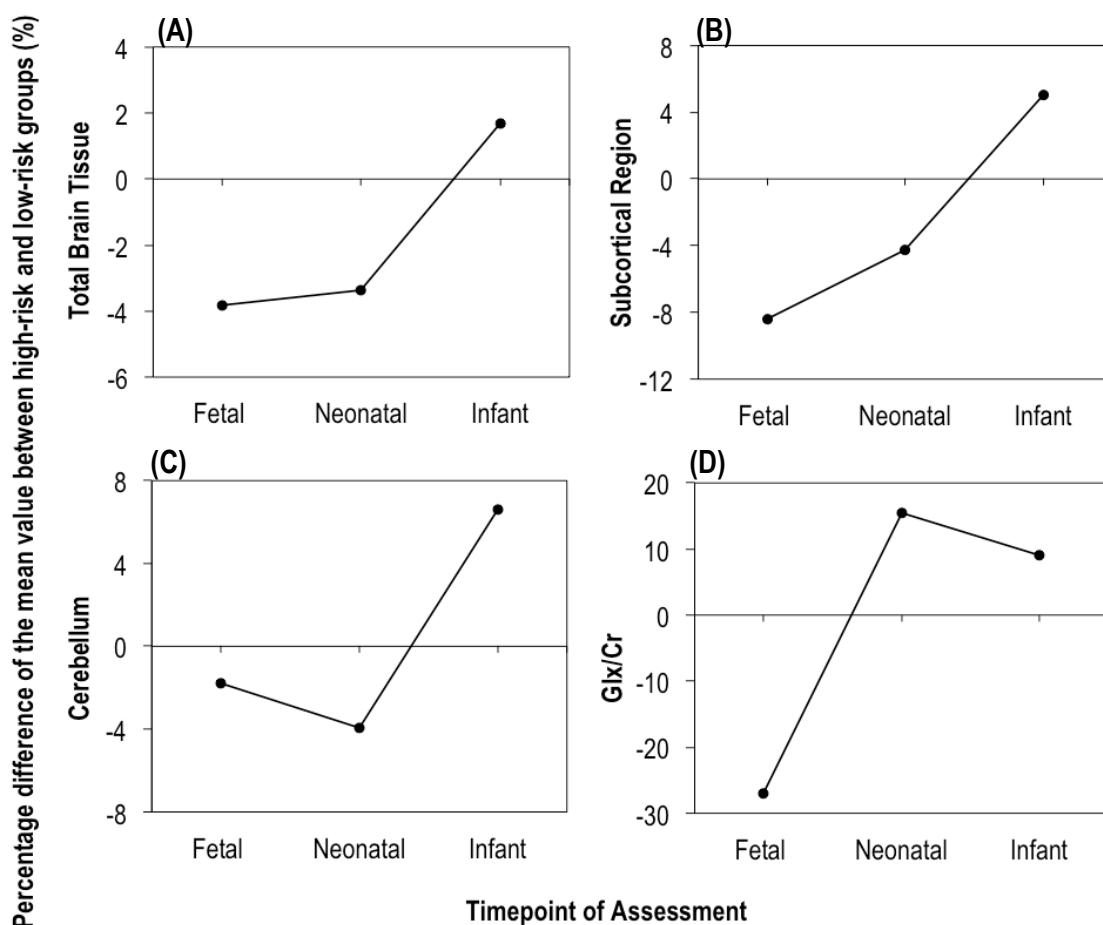 Percentage difference of the mean value between high-risk and low-risk groups (%)
(A)
Total Brain Tissue
4
2
0
-2
-4
-6
Fetal Neonatal Infant
(B)
Subcortical Region
8
4
0
-4
-8
-12
Fetal Neonatal Infant
(C)
Cerebellum
8
4
0
-4
-8
Fetal Neonatal Infant
(D)
Glx/Cr
20
10
0
-10
-20
-30
Fetal Neonatal Infant
Timepoint of Assessment